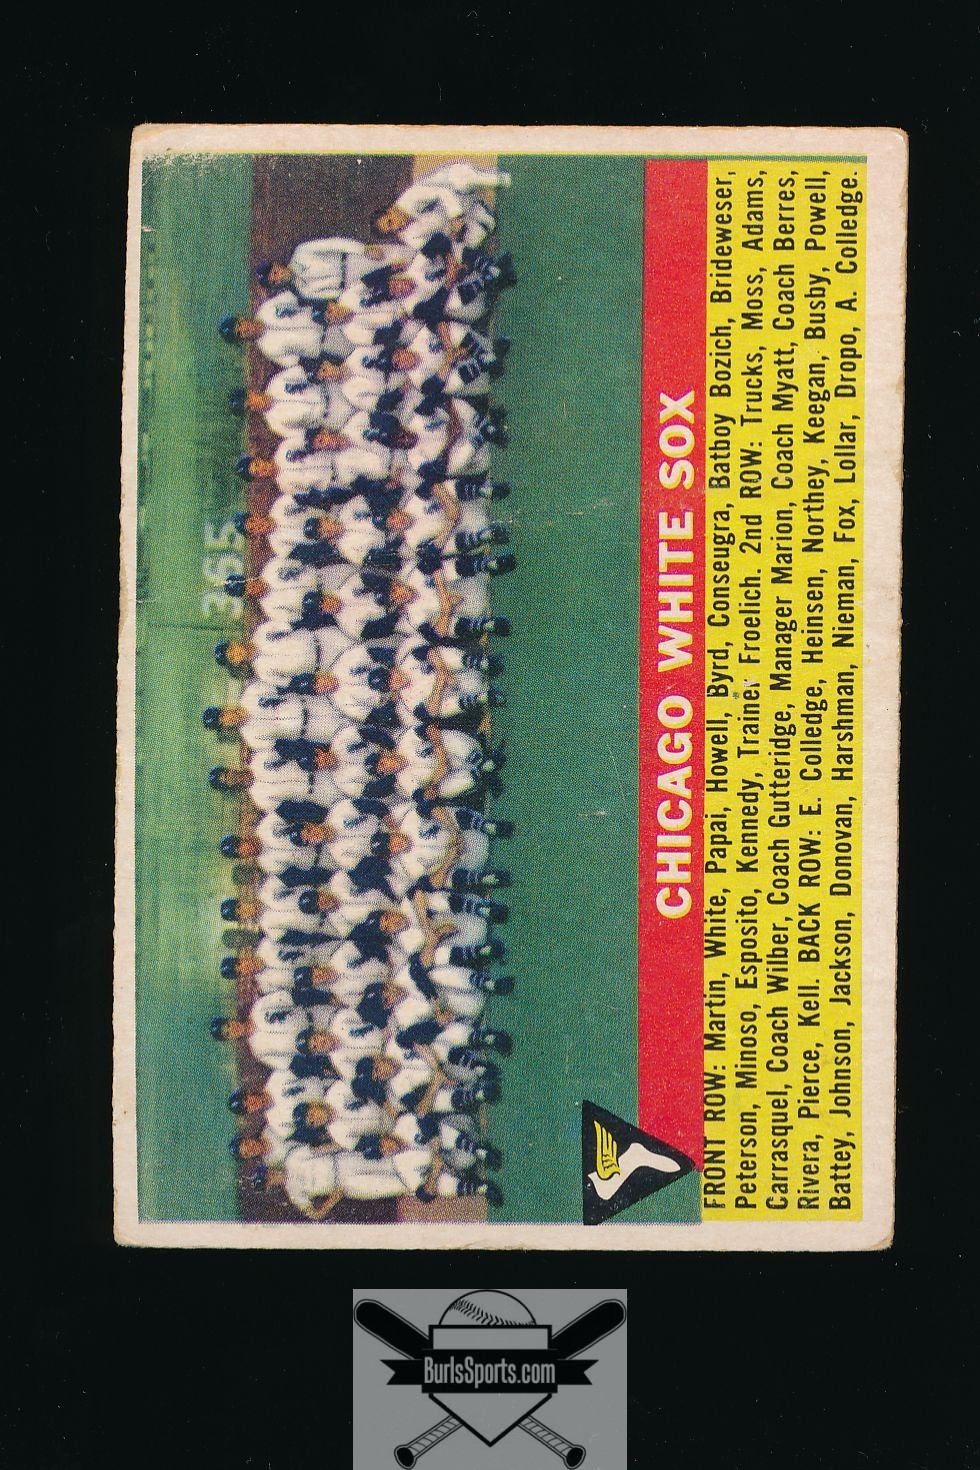 365
CHICAGO WHITE SOX
FRONT ROW: Martin, White, Papai, Howell, Byrd, Conseugra, Batboy Bozich, Brideweser,
Peterson, Minoso, Esposito, Kennedy, Trainer Froelich. 2nd ROW: Trucks, Moss, Adams,
Carrasquel, Coach Wilber, Coach Gutteridge, Manager Marion, Coach Myatt, Coach Berres,
Rivera, Pierce, Kell. BACK ROW: E. Colledge, Heinsen, Northey, Keegan, Busby, Powell,
Battey, Johnson, Jackson, Donovan, Harshman, Nieman, Fox, Lollar, Dropo, A. Colledge.
BurlsSports.com